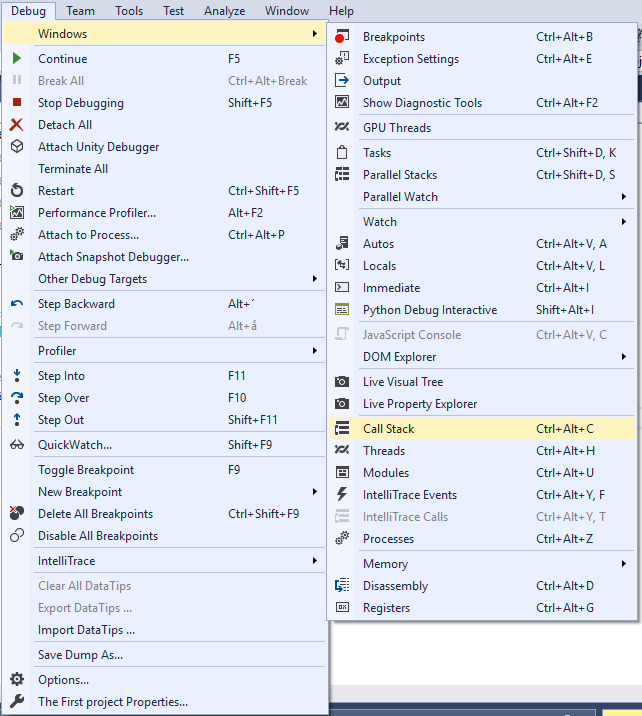 Debug Team Tools Test Analyze Window Help
Windows
Continue F5
Break All Ctrl+Alt+Break
Stop Debugging Shift+F5
Detach All
Attach Unity Debugger
Terminate All
Restart Ctrl+Shift+F5
Performance Profiler... Alt+F2
Attach to Process... Ctrl+Alt+P
Attach Snapshot Debugger...
Other Debug Targets
Step Backward Alt+´
Step Forward Alt+å
Profiler
Step Into F11
Step Over F10
Step Out Shift+F11
QuickWatch... Shift+F9
Toggle Breakpoint F9
New Breakpoint
Delete All Breakpoints Ctrl+Shift+F9
Disable All Breakpoints
IntelliTrace
Clear All DataTips
Export DataTips ...
Import DataTips ...
Save Dump As...
Options...
The First project Properties...
Breakpoints Ctrl+Alt+B
Exception Settings Ctrl+Alt+E
Output
Show Diagnostic Tools Ctrl+Alt+F2
GPU Threads
Tasks Ctrl+Shift+D, K
Parallel Stacks Ctrl+Shift+D, S
Parallel Watch
Watch
Autos Ctrl+Alt+V, A
Locals Ctrl+Alt+V, L
Immediate Ctrl+Alt+I
Python Debug Interactive Shift+Alt+I
JavaScript Console Ctrl+Alt+V, C
DOM Explorer
Live Visual Tree
Live Property Explorer
Call Stack Ctrl+Alt+C
Threads Ctrl+Alt+H
Modules Ctrl+Alt+U
IntelliTrace Events Ctrl+Alt+Y, F
IntelliTrace Calls Ctrl+Alt+Y, T
Processes Ctrl+Alt+Z
Memory
Disassembly Ctrl+Alt+D
Registers Ctrl+Alt+G